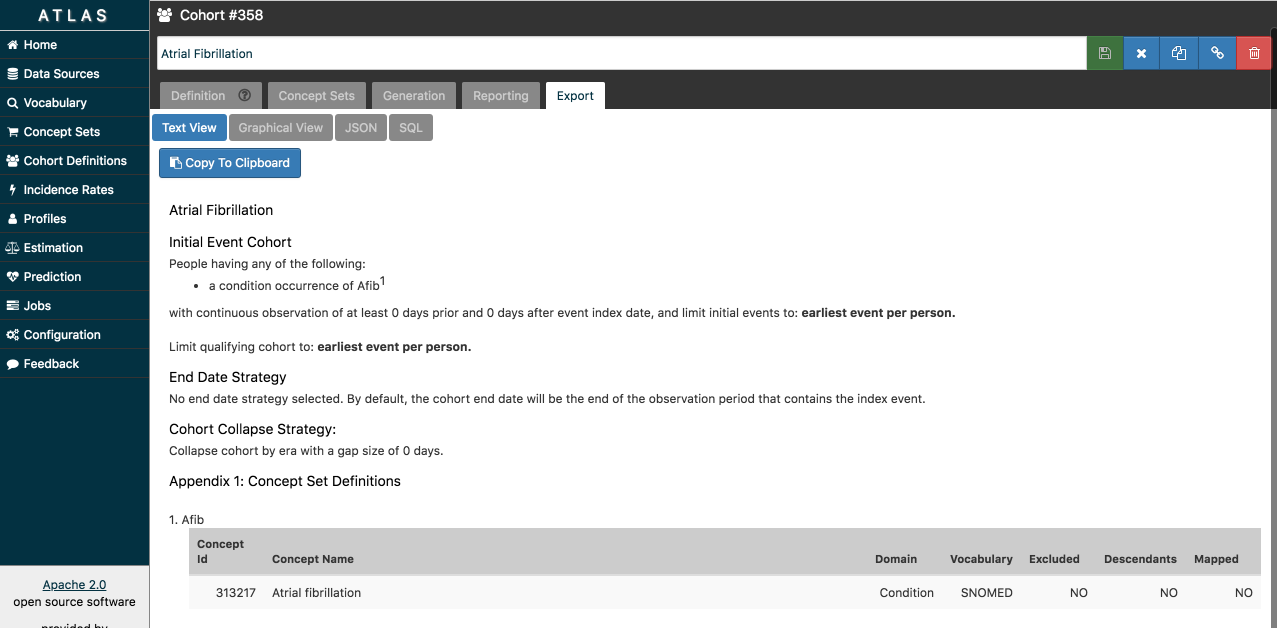 ATLAS
Home
Data Sources
Vocabulary
Concept Sets
Cohort Definitions
Incidence Rates
Profiles
Estimation
Prediction
Jobs
Configuration
Feedback
Apache 2.0
open source software
provided by
Cohort #358
Atrial Fibrillation
Definition Concept Sets Generation Reporting Export
Text View Graphical View JSON SQL
Copy To Clipboard
Atrial Fibrillation
Initial Event Cohort
People having any of the following:
• a condition occurrence of Afib1
with continuous observation of at least 0 days prior and 0 days after event index date, and limit initial events to: earliest event per person.
Limit qualifying cohort to: earliest event per person.
End Date Strategy
No end date strategy selected. By default, the cohort end date will be the end of the observation period that contains the index event.
Cohort Collapse Strategy:
Collapse cohort by era with a gap size of 0 days.
Appendix 1: Concept Set Definitions
1. Afib
Concept Id Concept Name Domain Vocabulary Excluded Descendants Mapped
313217 Atrial fibrillation Condition SNOMED NO NO NO